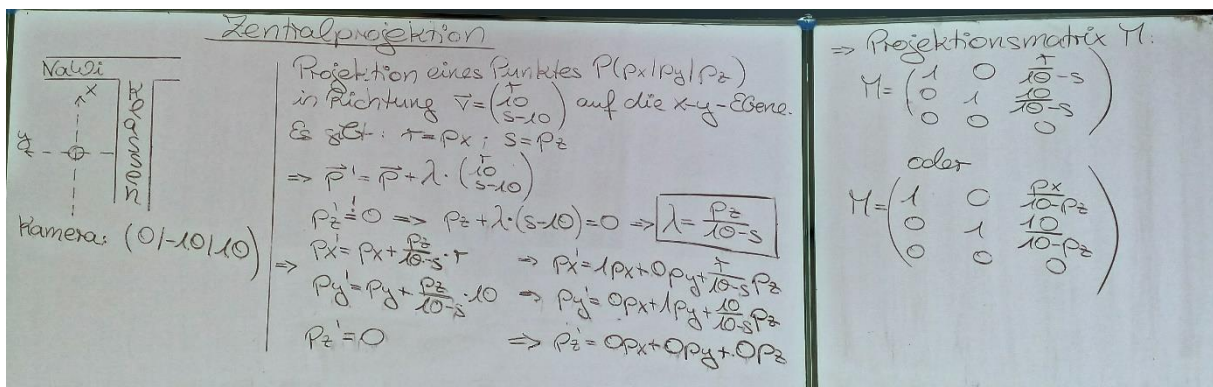 Zentralprojektion
NaWi
Klassen
x
y
Kamera: (0/-10/10)
Projektion eines Punktes P(px/py/pz)
in Richtung v⃗ = (r 10 s-10) auf die x-y-Ebene.
Es gilt: r=px ; s=pz
⇒ p⃗' = p⃗ + λ · (r 10 s-10)
pz' != 0 ⇒ pz + λ·(s-10) = 0 ⇒ λ = pz/(10-s)
⇒ px' = px + pz/(10-s) · r ⇒ px' = 1px + 0py + r/(10-s) pz
py' = py + pz/(10-s) · 10 ⇒ py' = 0px + 1py + 10/(10-s) pz
pz' = 0 ⇒ pz' = 0px + 0py + 0pz
⇒ Projektionsmatrix M:
M = (1 0 r/(10-s)
0 1 10/(10-s)
0 0 0)
oder
M = (1 0 px/(10-pz)
0 1 10/(10-pz)
0 0 0)